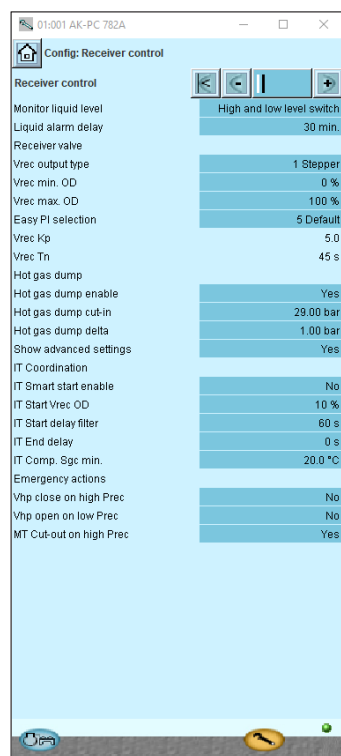 01:001 AK-PC 782A
Config: Receiver control
Receiver control
Monitor liquid level High and low level switch
Liquid alarm delay 30 min.
Receiver valve
Vrec output type 1 Stepper
Vrec min. OD 0 %
Vrec max. OD 100 %
Easy PI selection 5 Default
Vrec Kp 5.0
Vrec Tn 45 s
Hot gas dump
Hot gas dump enable Yes
Hot gas dump cut-in 29.00 bar
Hot gas dump delta 1.00 bar
Show advanced settings Yes
IT Coordination
IT Smart start enable No
IT Start Vrec OD 10 %
IT Start delay filter 60 s
IT End delay 0 s
IT Comp. Sgc min. 20.0 °C
Emergency actions
Vhp close on high Prec No
Vhp open on low Prec No
MT Cut-out on high Prec Yes